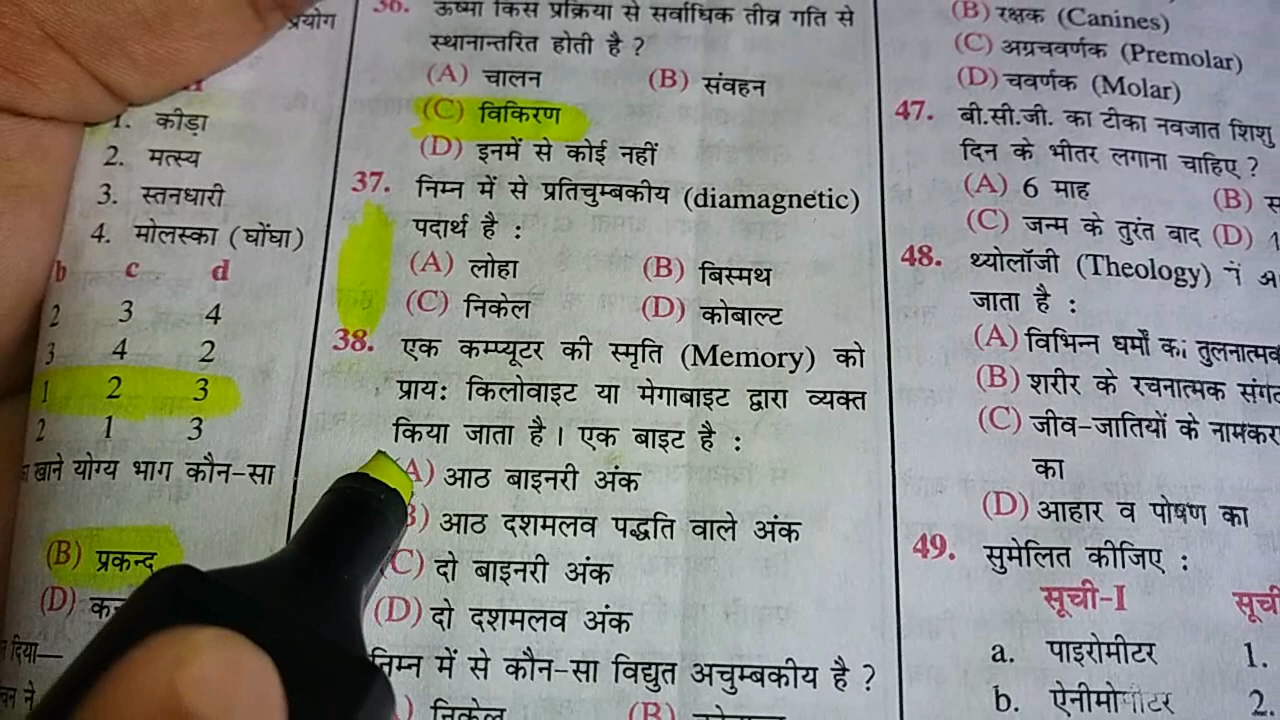 प्रयोग
1. कीड़ा
2. मत्स्य
3. स्तनधारी
4. मोलस्का (घोंघा)
b c d
2 3 4
3 4 2
1 2 3
2 1 3
खाने योग्य भाग कौन-सा
(B) प्रकन्द
(D)
दिया—
36. ऊष्मा किस प्रक्रिया से सर्वाधिक तीव्र गति से
स्थानान्तरित होती है ?
(A) चालन (B) संवहन
(C) विकिरण
(D) इनमें से कोई नहीं
37. निम्न में से प्रतिचुम्बकीय (diamagnetic)
पदार्थ है :
(A) लोहा (B) बिस्मथ
(C) निकेल (D) कोबाल्ट
38. एक कम्प्यूटर की स्मृति (Memory) को
प्राय: किलोवाइट या मेगाबाइट द्वारा व्यक्त
किया जाता है। एक बाइट है :
(A) आठ बाइनरी अंक
(B) आठ दशमलव पद्धति वाले अंक
(C) दो बाइनरी अंक
(D) दो दशमलव अंक
निम्न में से कौन-सा विद्युत अचुम्बकीय है ?
निकेल (B)
(B) रक्षक (Canines)
(C) अग्रचवर्णक (Premolar)
(D) चवर्णक (Molar)
47. बी.सी.जी. का टीका नवजात शिशु
दिन के भीतर लगाना चाहिए ?
(A) 6 माह (B)
(C) जन्म के तुरंत वाद (D)
48. थ्योलॉजी (Theology) में
जाता है :
(A) विभिन्न धर्मों का तुलनात्मक
(B) शरीर के रचनात्मक
(C) जीव-जातियों के
का
(D) आहार व पोषण का
49. सुमेलित कीजिए :
सूची-I
a. पाइरोमीटर 1.
b. ऐनीमोमीटर 2.